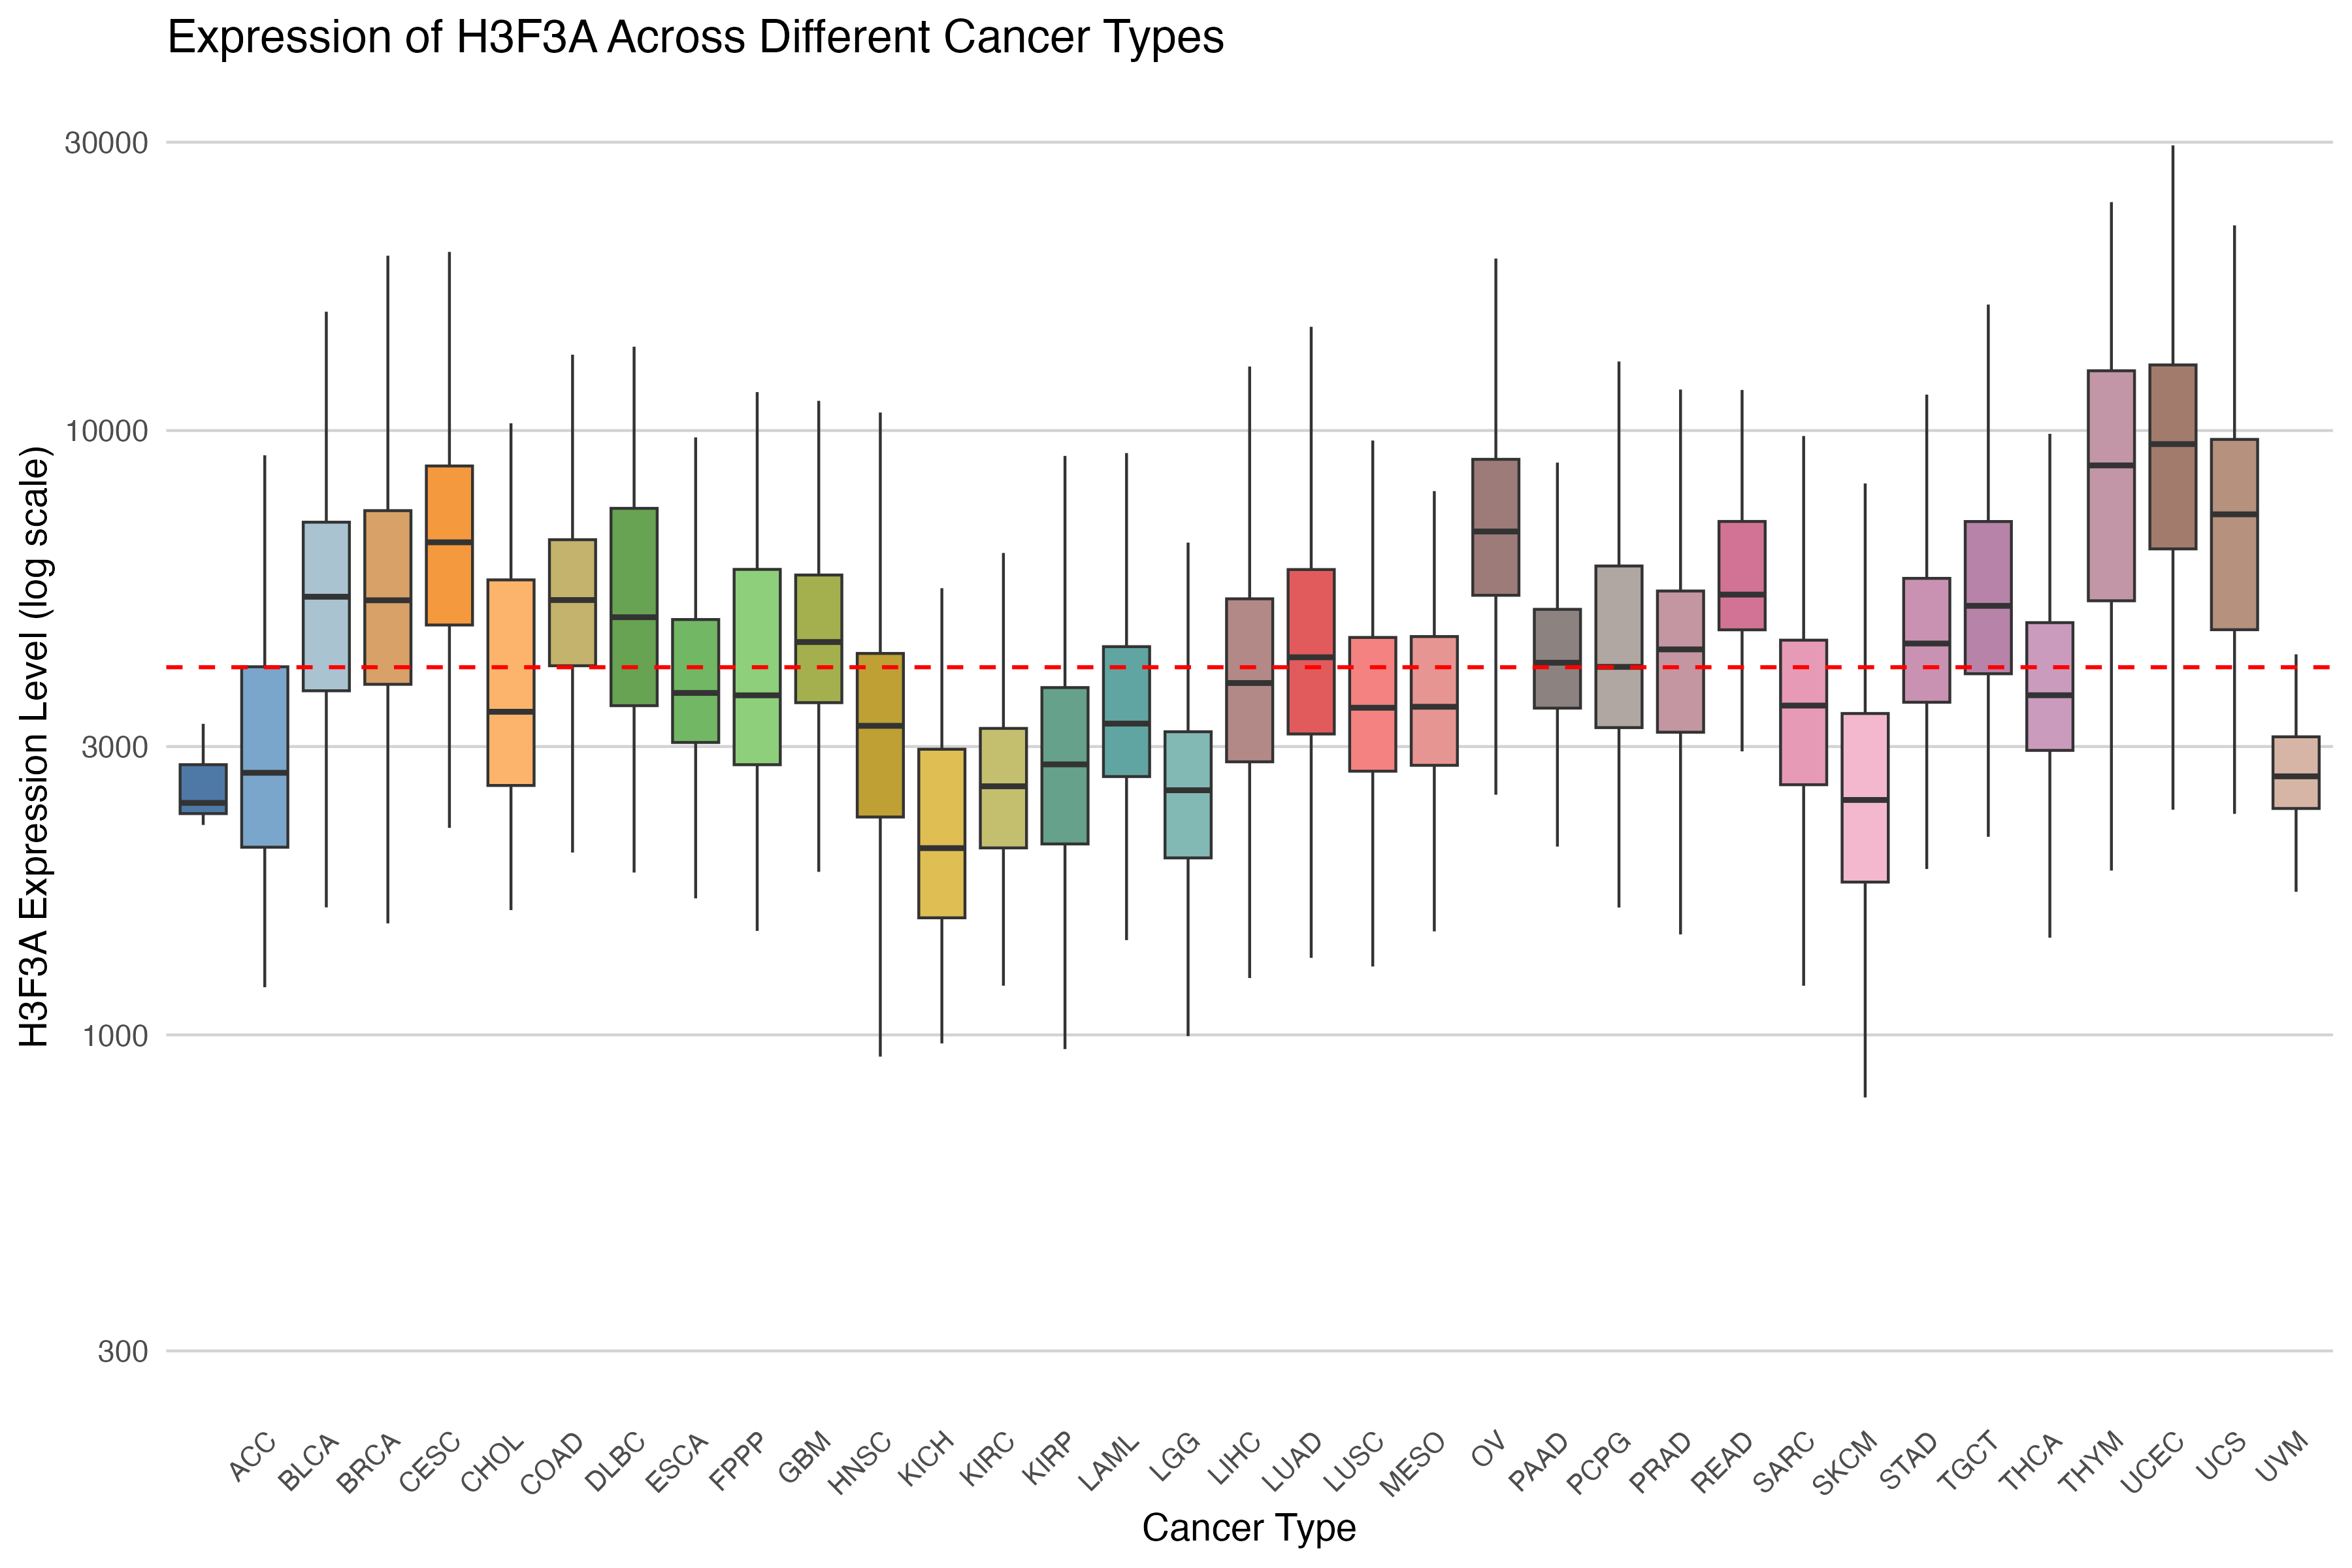 Expression of H3F3A Across Different Cancer Types
30000
10000
3000
1000
300
H3F3A Expression Level (log scale)
ACC
BLCA
BRCA
CESC
CHOL
COAD
DLBC
ESCA
FPPP
GBM
HNSC
KICH
KIRC
KIRP
LAML
LGG
LIHC
LUAD
LUSC
MESO
OV
PAAD
PCPG
PRAD
READ
SARC
SKCM
STAD
TGCT
THCA
THYM
UCEC
UCS
UVM
Cancer Type